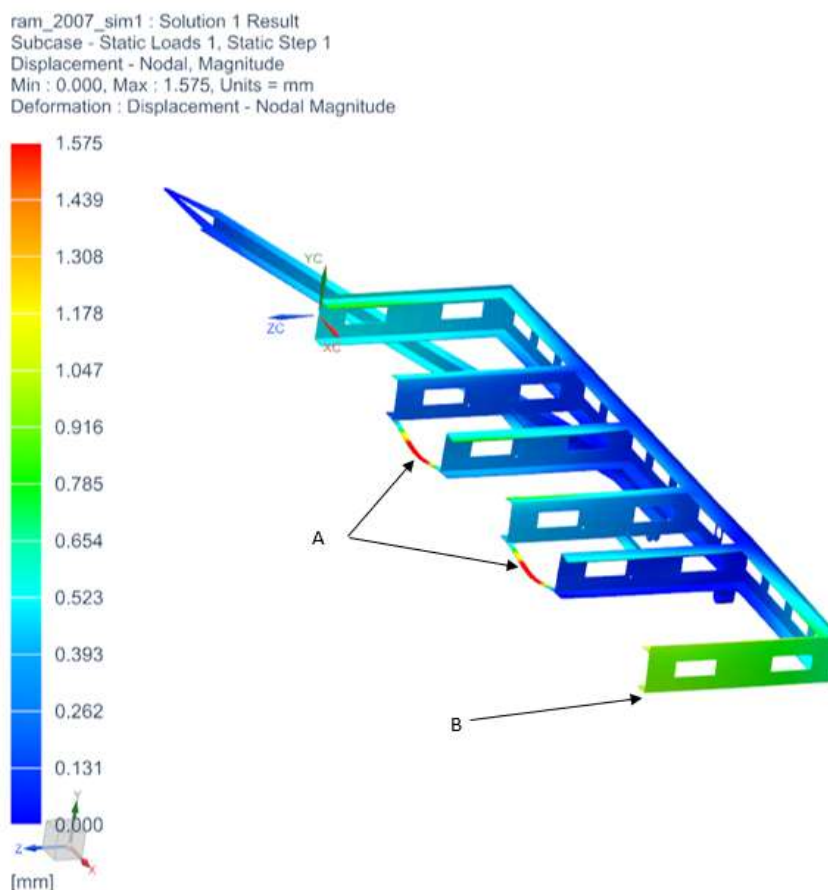 ram_2007_sim1 : Solution 1 Result
Subcase - Static Loads 1, Static Step 1
Displacement - Nodal, Magnitude
Min : 0.000, Max : 1.575, Units = mm
Deformation : Displacement - Nodal Magnitude
1.575
1.439
1.308
1.178
1.047
0.916
0.785
0.654
0.523
0.393
0.262
0.131
0.000
[mm]
YC
ZC
XC
A
B
Y
Z
X